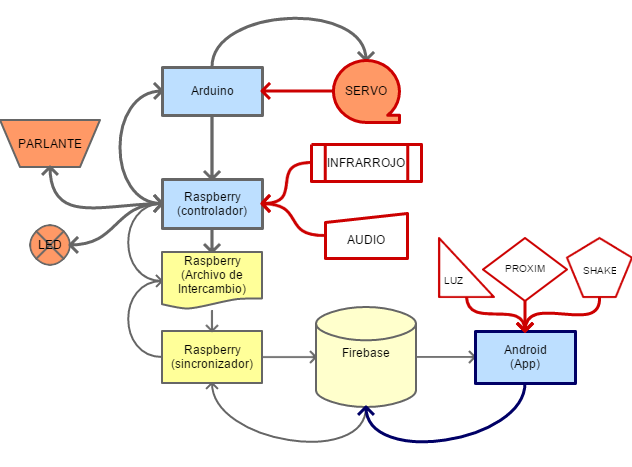 Arduino
SERVO
PARLANTE
INFRARROJO
Raspberry
(controlador)
AUDIO
LED
Raspberry
(Archivo de
Intercambio)
LUZ
PROXIM
SHAKE
Raspberry
(sincronizador)
Firebase
Android
(App)